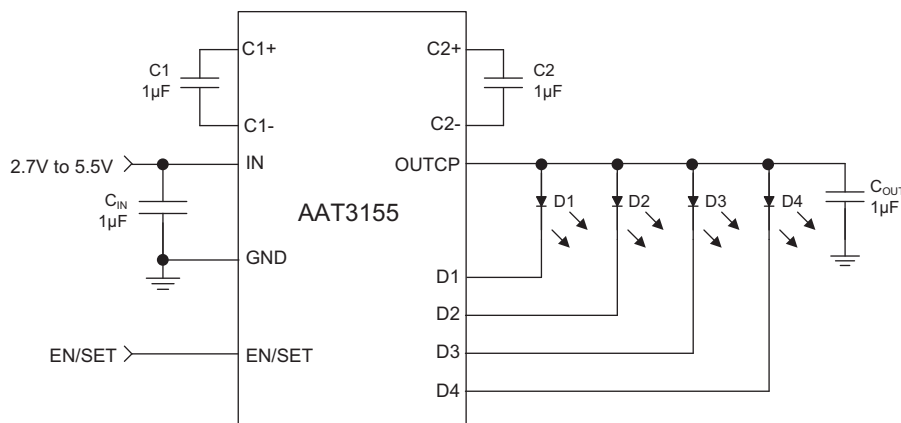 C1+
C2+
C1
1µF
C2
1µF
C1-
C2-
2.7V to 5.5V
IN
OUTCP
CIN
1µF
AAT3155
D1
D2
D3
D4
COUT
1µF
GND
D1
D2
EN/SET
EN/SET
D3
D4